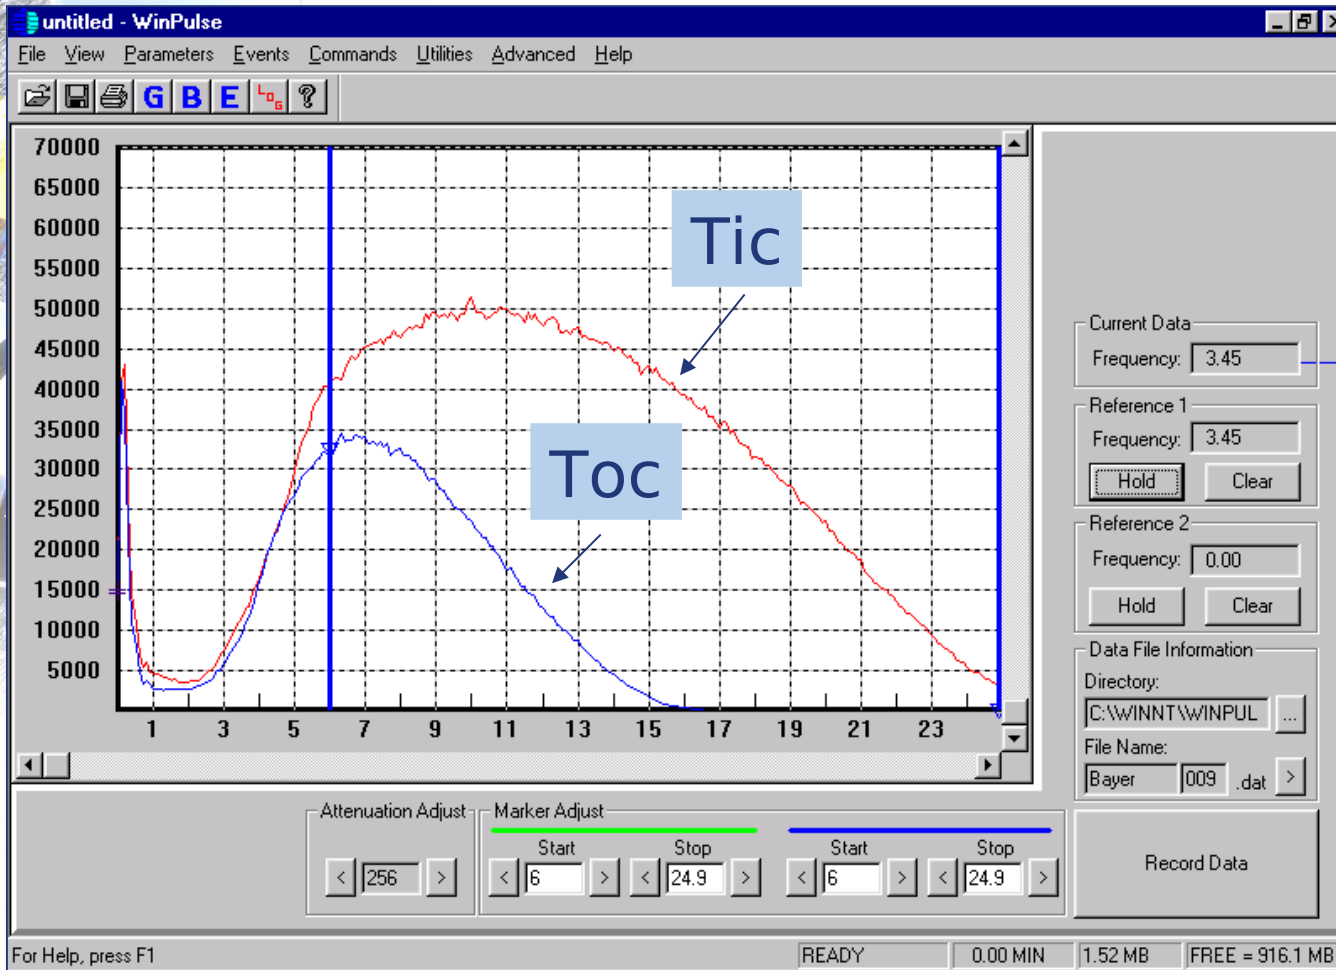 untitled - WinPulse
File View Parameters Events Commands Utilities Advanced Help
G B E Log ?
70000
65000
60000
55000
50000
45000
40000
35000
30000
25000
20000
15000
10000
5000
1 3 5 7 9 11 13 15 17 19 21 23
Tic
Toc
Current Data
Frequency: 3.45
Reference 1
Frequency: 3.45
Hold Clear
Reference 2
Frequency: 0.00
Hold Clear
Data File Information
Directory:
C:\WINNT\WINPUL ...
File Name:
Bayer 009 .dat >
Attenuation Adjust
< 256 >
Marker Adjust
Start Stop Start Stop
< 6 > < 24.9 > < 6 > < 24.9 >
Record Data
For Help, press F1 READY 0.00 MIN 1.52 MB FREE = 916.1 MB